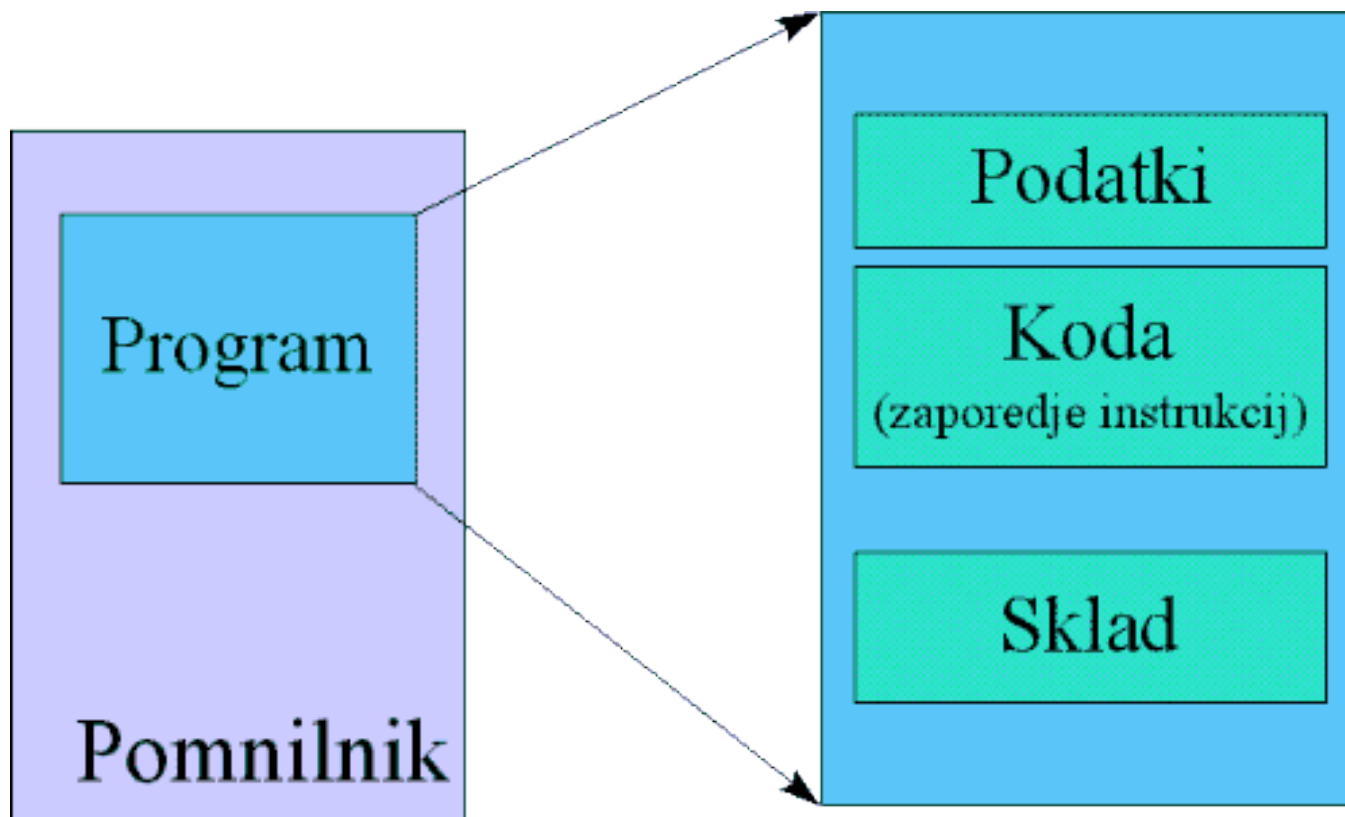 Program
Pomnilnik
Podatki
Koda
(zaporedje instrukcij)
Sklad